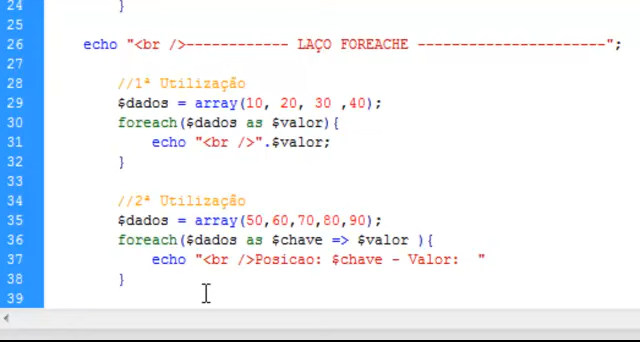 24 }
25
26 echo "<br />------------ LAÇO FOREACHE ----------------------";
27
28 //1ª Utilização
29 $dados = array(10, 20, 30 ,40);
30 foreach($dados as $valor){
31 echo "<br />".$valor;
32 }
33
34 //2ª Utilização
35 $dados = array(50,60,70,80,90);
36 foreach($dados as $chave => $valor ){
37 echo "<br />Posicao: $chave - Valor:  "
38 }
39